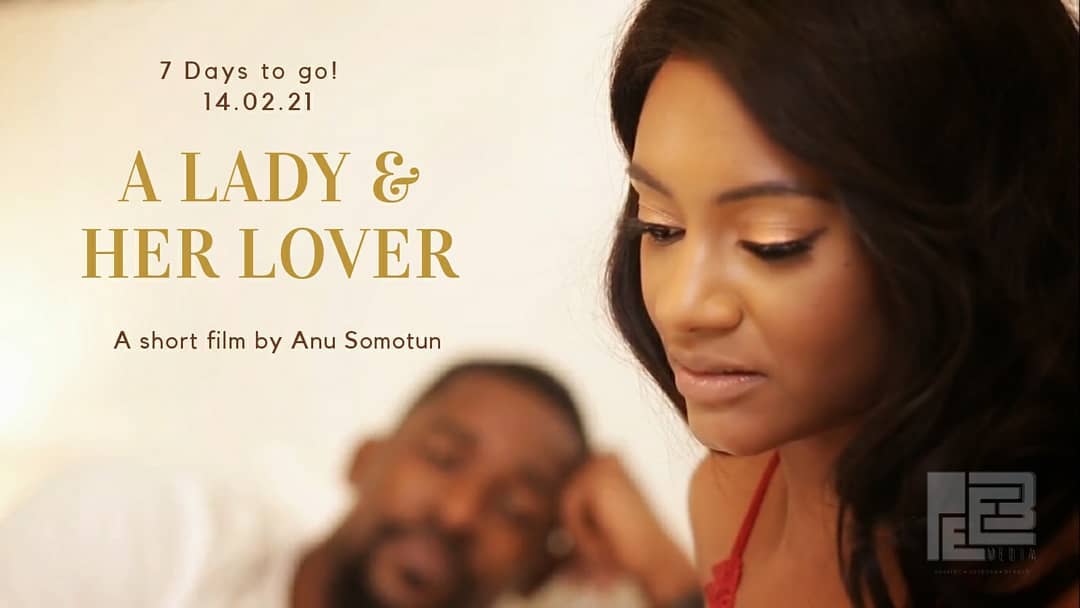 7 Days to go!
14.02.21
A LADY &
HER LOVER
A short film by Anu Somotun
MEDIA